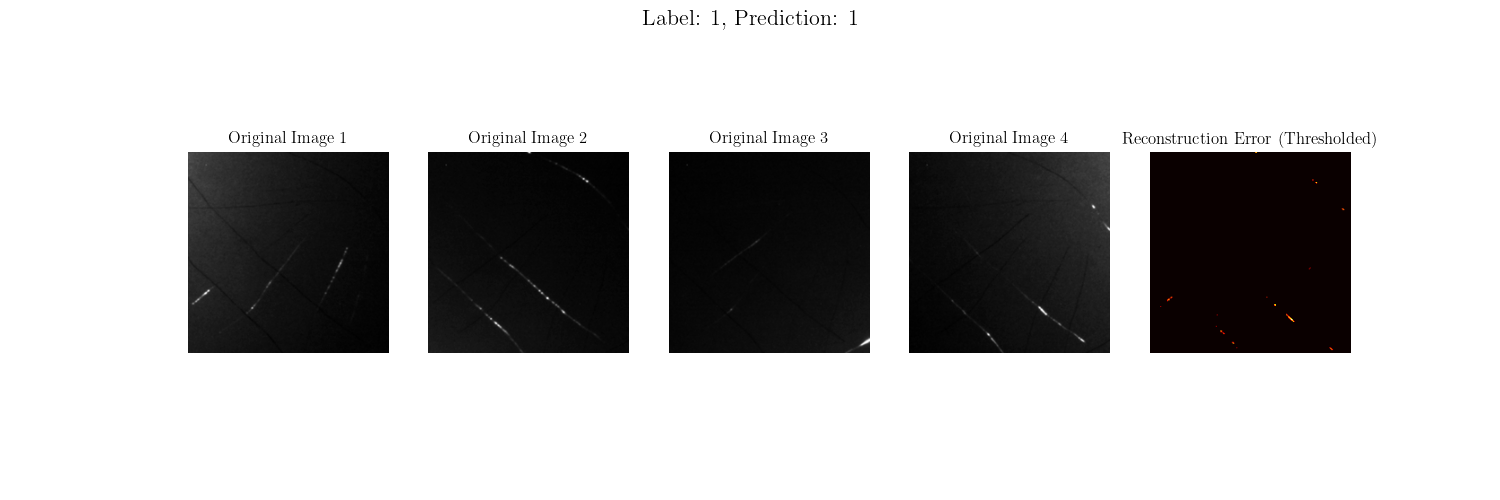 Label: 1, Prediction: 1
Original Image 1
Original Image 2
Original Image 3
Original Image 4
Reconstruction Error (Thresholded)